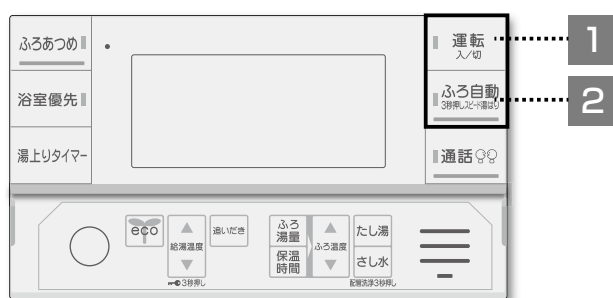 ふろあつめ
浴室優先
湯上りタイマー
運転
入/切
1
ふろ自動
3秒押しスピード湯はり
2
通話
eco
給湯温度
3秒押し
追いだき
ふろ
湯量
保温
時間
ふろ温度
たし湯
さし水
配管洗浄3秒押し